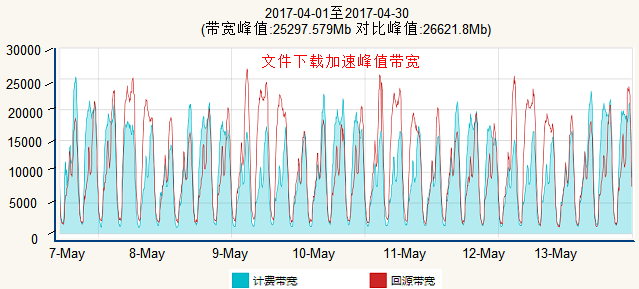 2017-04-01至2017-04-30
(带宽峰值:25297.579Mb 对比峰值:26621.8Mb)
文件下载加速峰值带宽
30000
25000
20000
15000
10000
5000
0
7-May 8-May 9-May 10-May 11-May 12-May 13-May
计费带宽 回源带宽